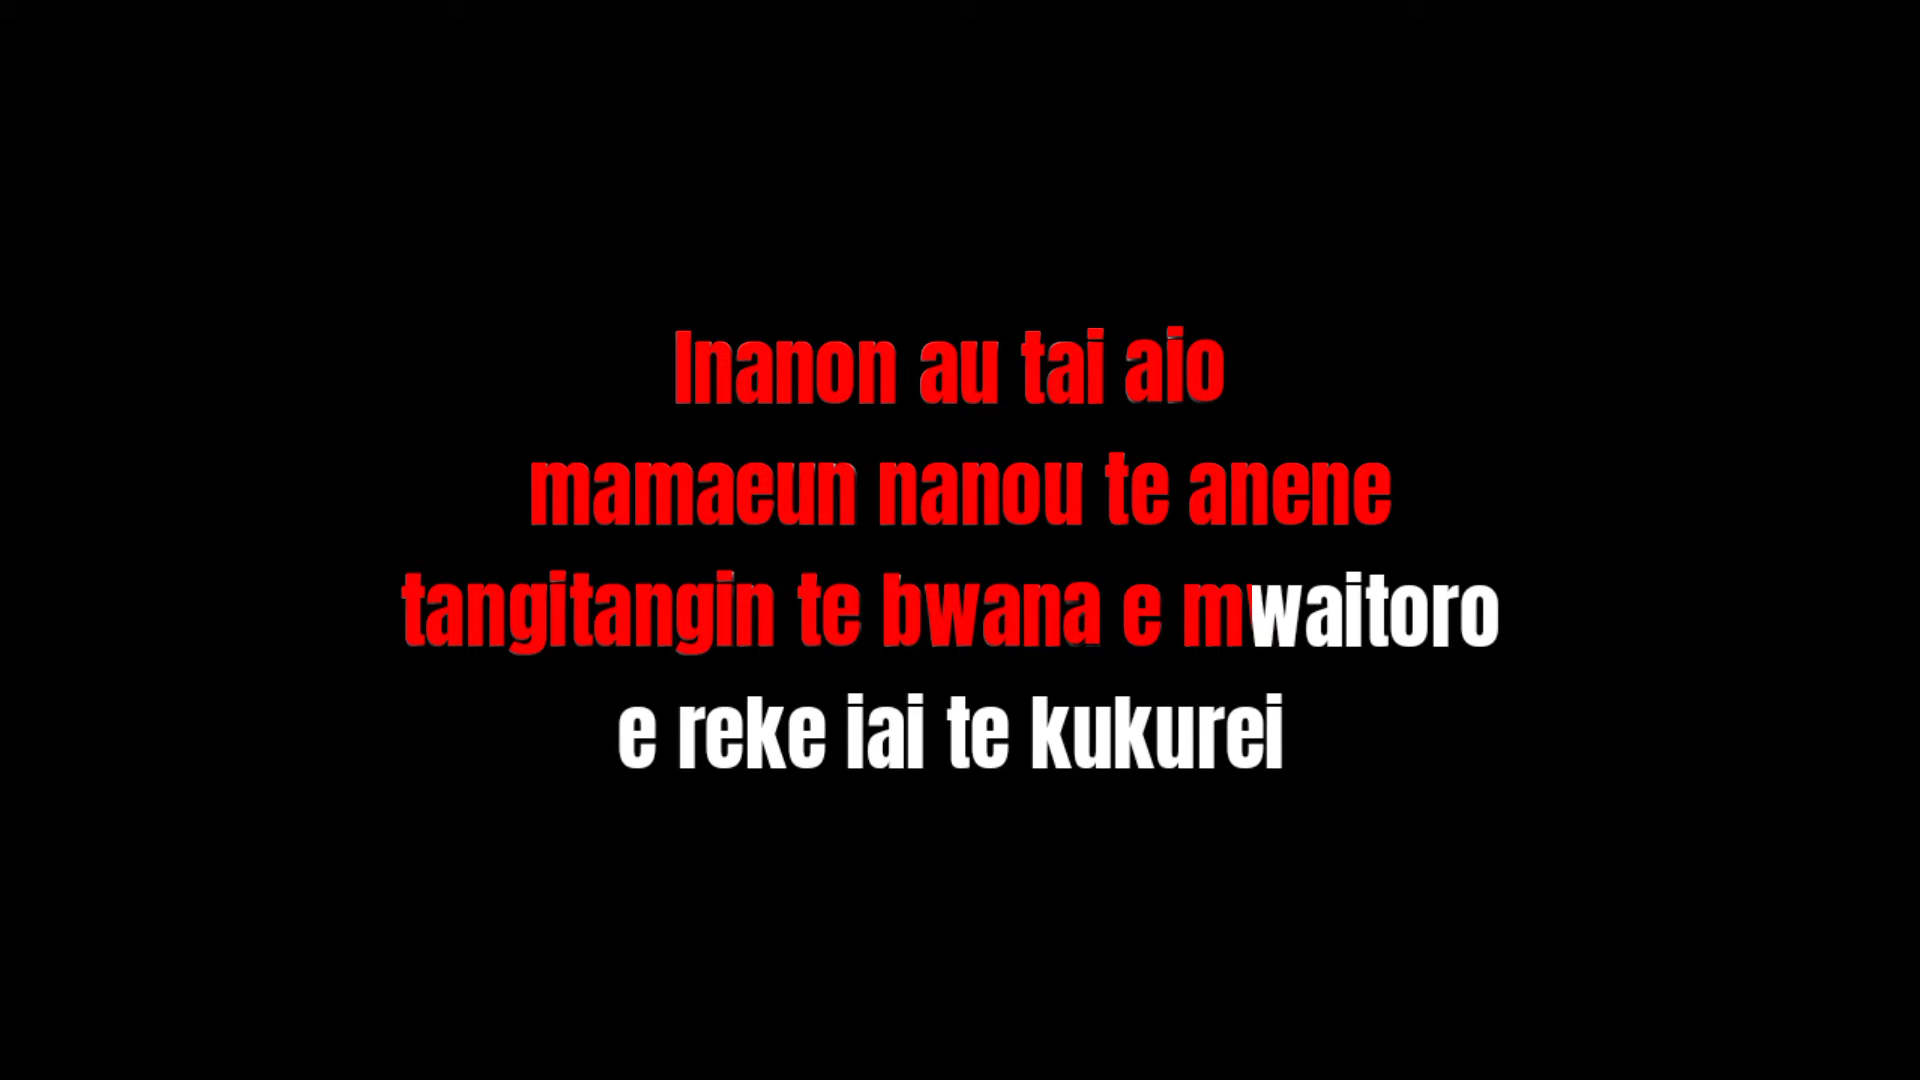 Inanon au tai aio
mamaeun nanou te anene
tangitangin te bwana e mwaitoro
e reke iai te kukurei